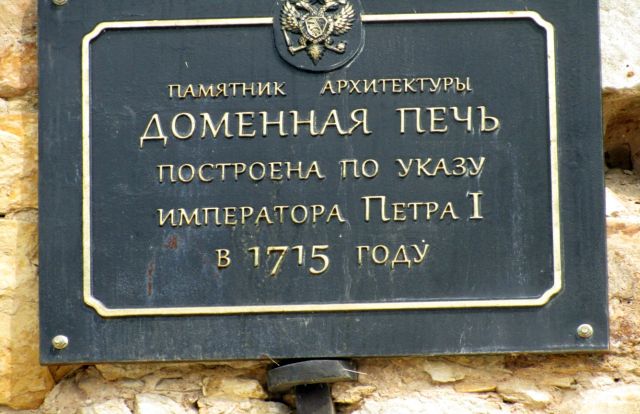 ПАМЯТНИК АРХИТЕКТУРЫ
ДОМЕННАЯ ПЕЧЬ
ПОСТРОЕНА ПО УКАЗУ
ИМПЕРАТОРА ПЕТРА I
В 1715 ГОДУ